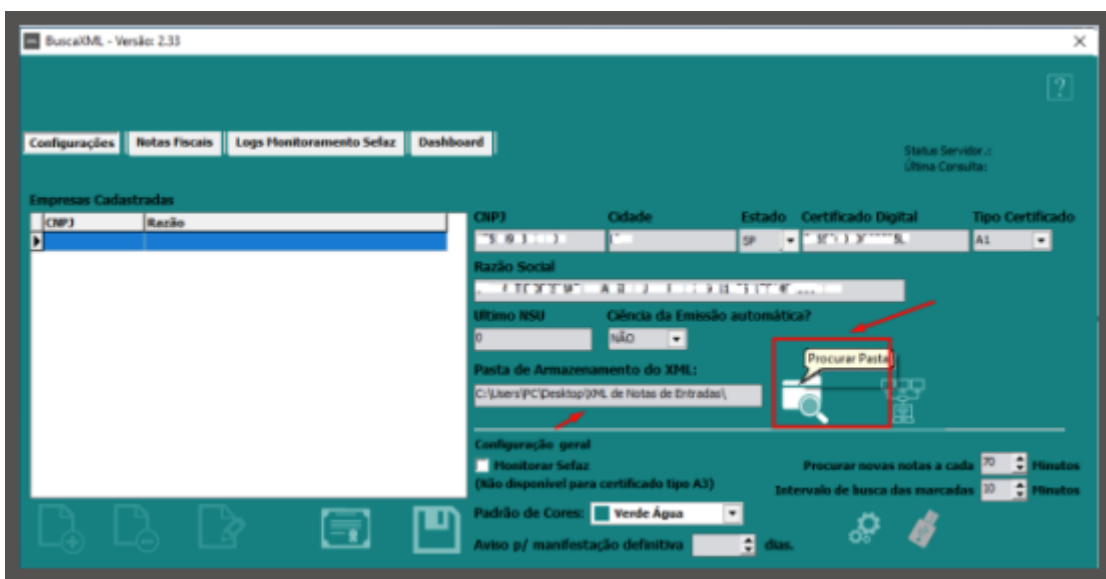 BuscaXML - Versão: 2.33
?
Configurações Notas Fiscais Logs Monitoramento Sefaz Dashboard
Status Servidor.:
Última Consulta:
Empresas Cadastradas
CNPJ Razão
CNPJ Cidade Estado Certificado Digital Tipo Certificado
SP A1
Razão Social
Ultimo NSU Ciência da Emissão automática?
0 NÃO
Procurar Pasta
Pasta de Armazenamento do XML:
C:\Users\PC\Desktop\XML de Notas de Entradas\
Configuração geral
Monitorar Sefaz Procurar novas notas a cada 70 Minutos
(Não disponivel para certificado tipo A3) Intervalo de busca das marcadas 10 Minutos
Padrão de Cores: Verde Água
Aviso p/ manifestação definitiva dias.